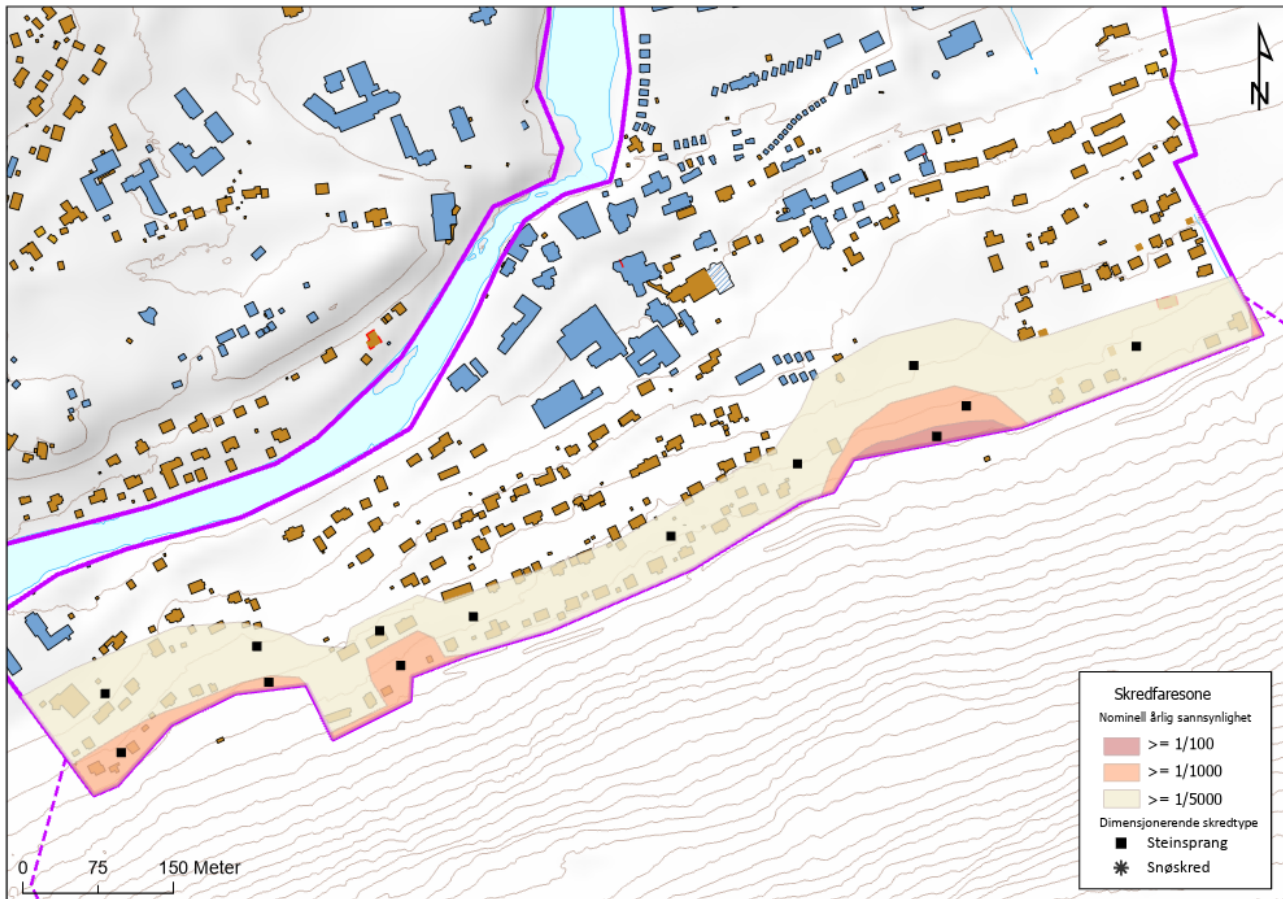 N
Skredfaresone
Nominell årlig sannsynlighet
>= 1/100
>= 1/1000
>= 1/5000
Dimensjonerende skredtype
Steinsprang
Snøskred
0 75 150 Meter